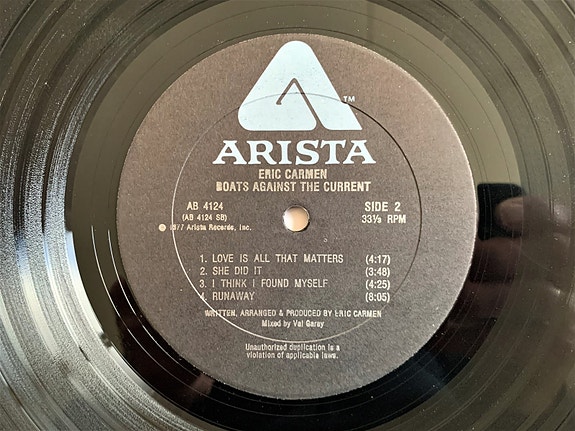 TM
ARISTA
ERIC CARMEN
BOATS AGAINST THE CURRENT
AB 4124 SIDE 2
(AB 4124 SB) 33⅓ RPM
℗ 1977 Arista Records, Inc.
1. LOVE IS ALL THAT MATTERS (4:17)
2. SHE DID IT (3:48)
3. I THINK I FOUND MYSELF (4:25)
4. RUNAWAY (8:05)
WRITTEN, ARRANGED & PRODUCED BY ERIC CARMEN
Mixed by Val Garay
Unauthorized duplication is a
violation of applicable laws.